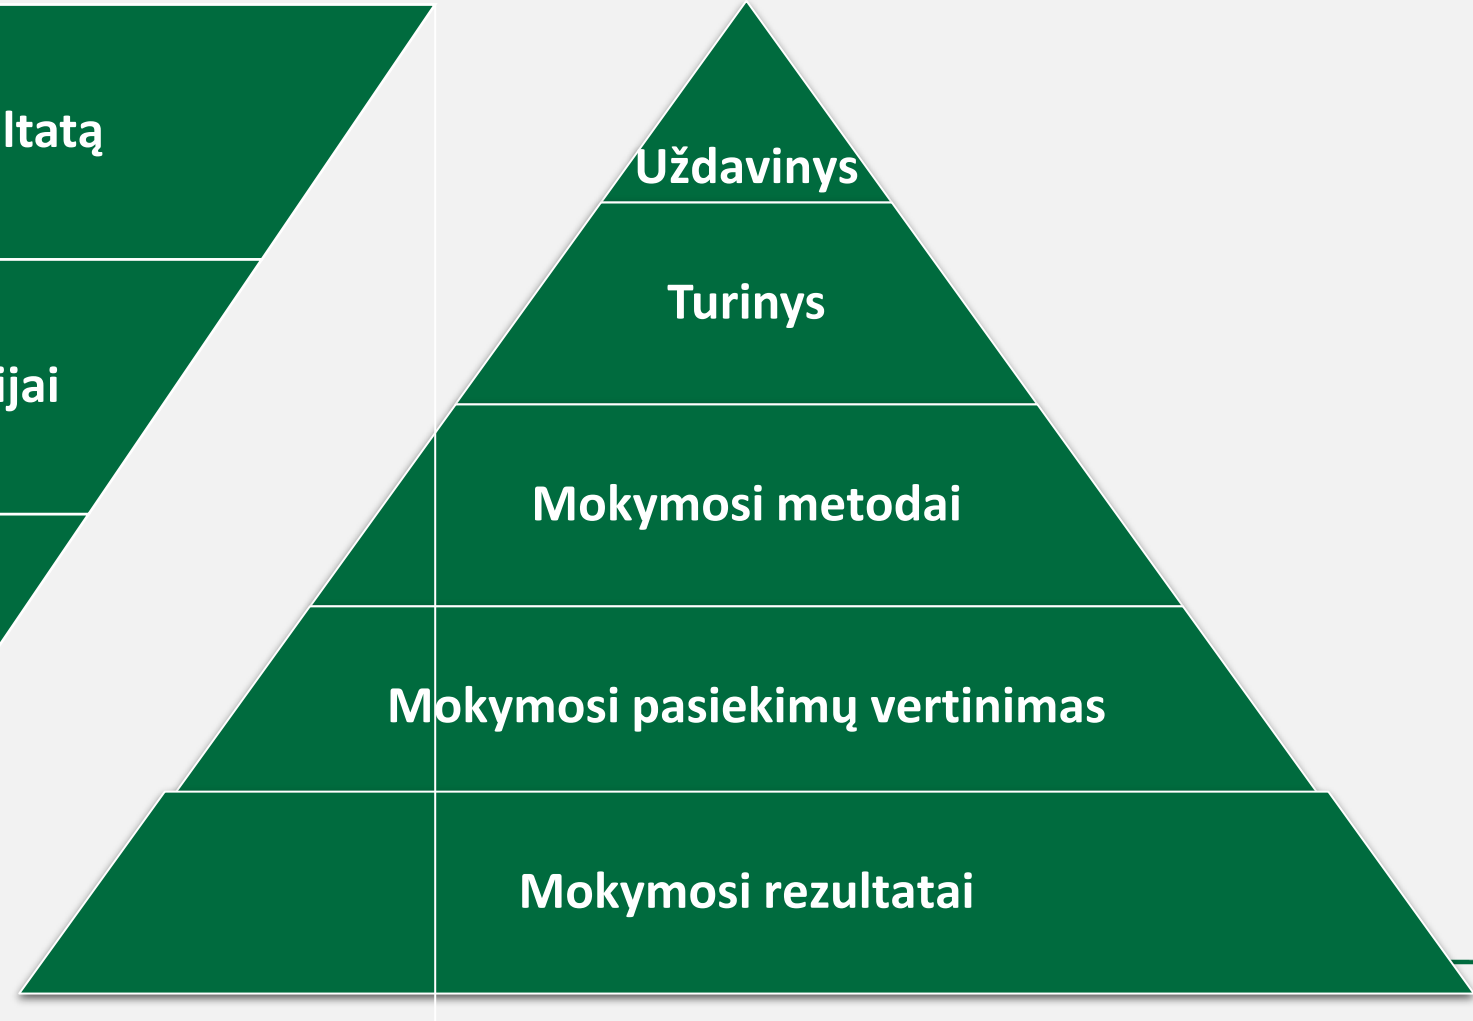 ltatą
ijai
Uždavinys
Turinys
Mokymosi metodai
Mokymosi pasiekimų vertinimas
Mokymosi rezultatai